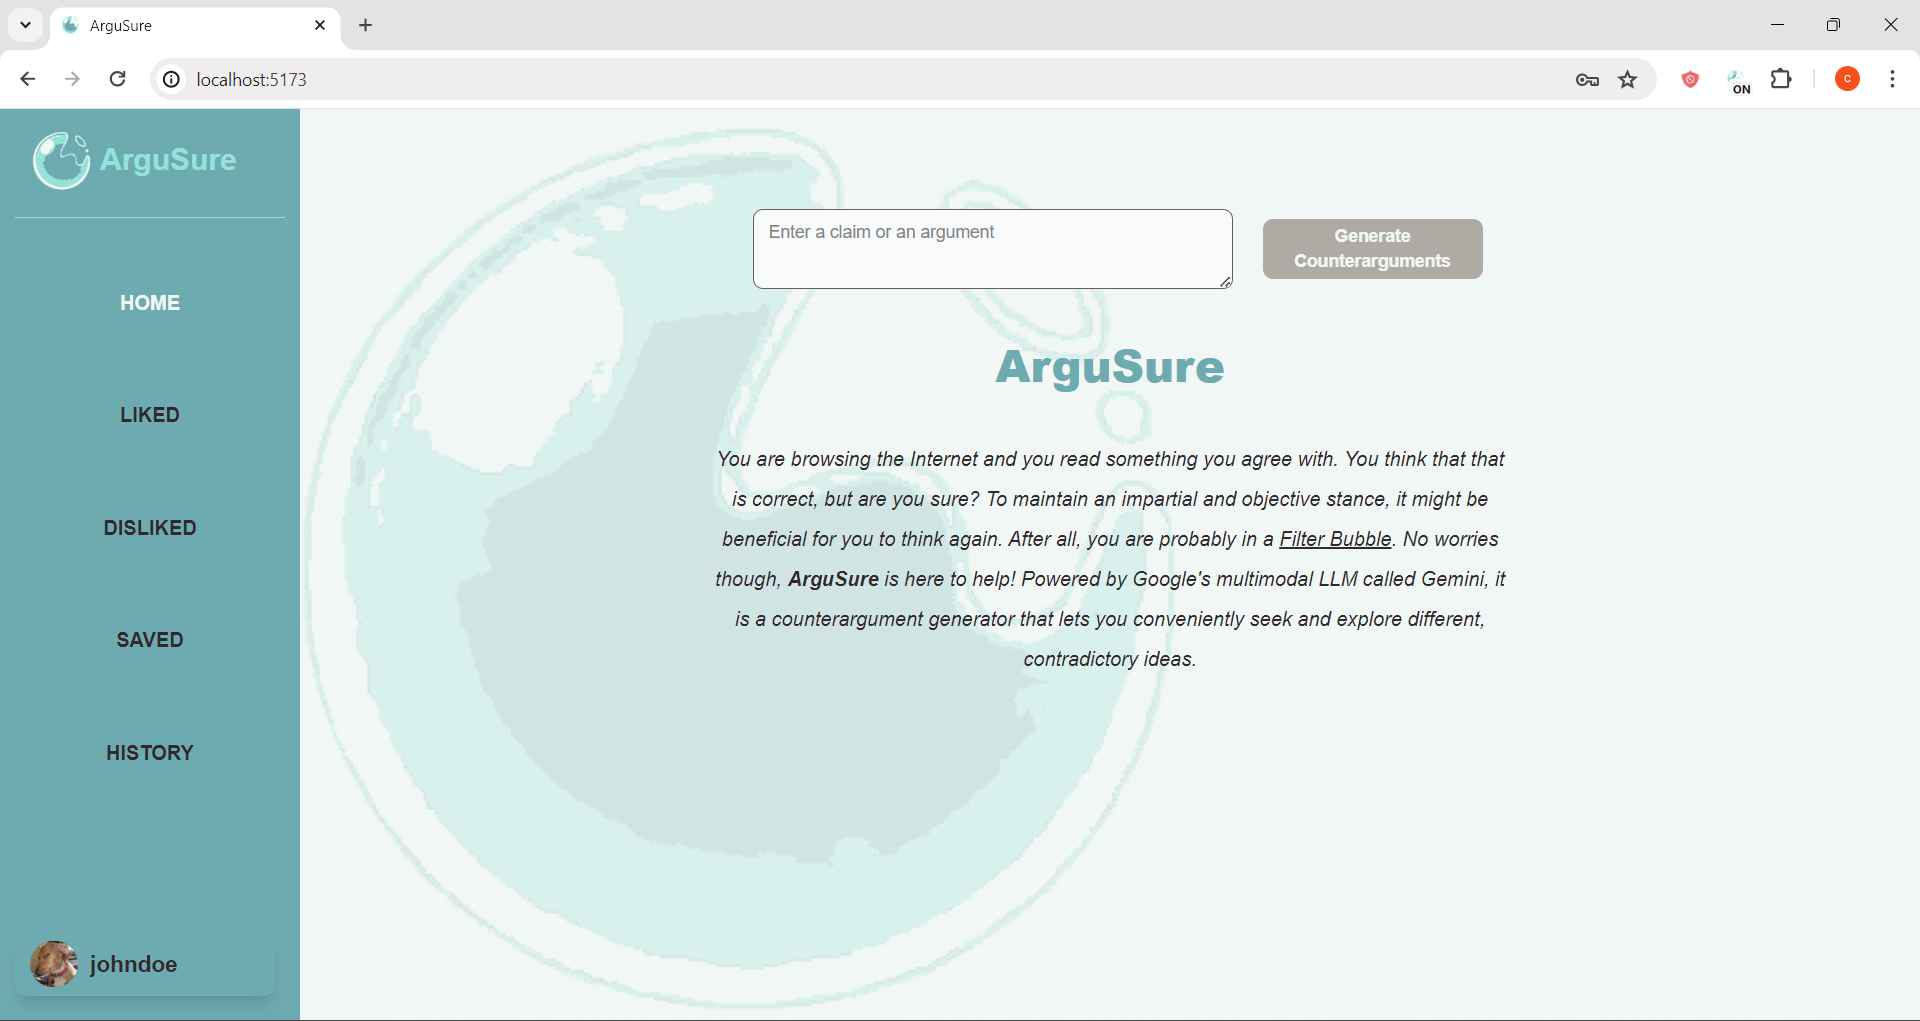 ArguSure
localhost:5173
ON
C
ArguSure
HOME
LIKED
DISLIKED
SAVED
HISTORY
johndoe
Enter a claim or an argument
Generate
Counterarguments
ArguSure
You are browsing the Internet and you read something you agree with. You think that that
is correct, but are you sure? To maintain an impartial and objective stance, it might be
beneficial for you to think again. After all, you are probably in a Filter Bubble. No worries
though, ArguSure is here to help! Powered by Google's multimodal LLM called Gemini, it
is a counterargument generator that lets you conveniently seek and explore different,
contradictory ideas.